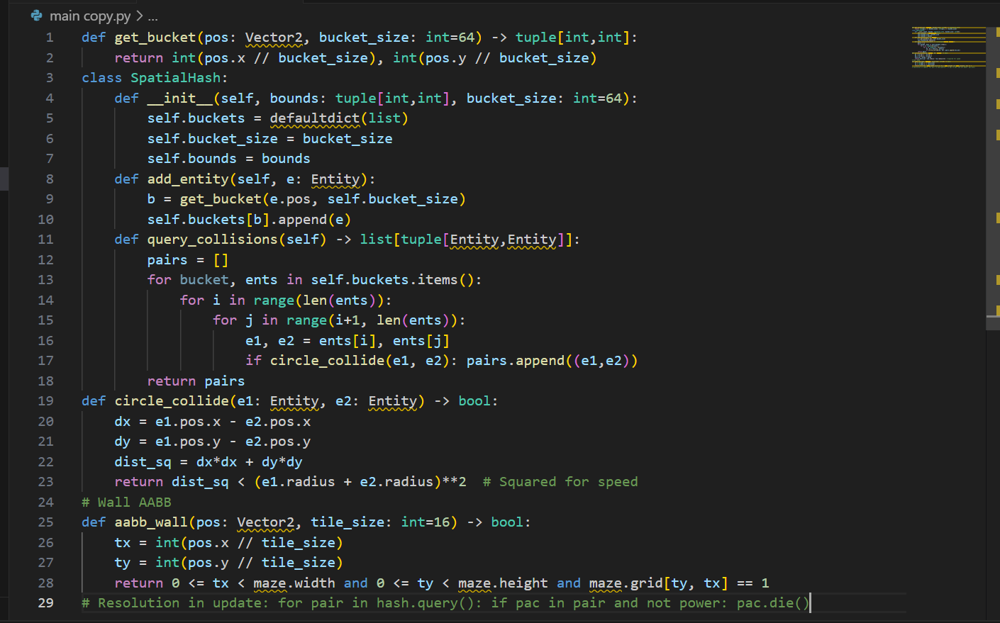 main copy.py > ...
1 def get_bucket(pos: Vector2, bucket_size: int=64) -> tuple[int,int]:
2     return int(pos.x // bucket_size), int(pos.y // bucket_size)
3 class SpatialHash:
4     def __init__(self, bounds: tuple[int,int], bucket_size: int=64):
5         self.buckets = defaultdict(list)
6         self.bucket_size = bucket_size
7         self.bounds = bounds
8     def add_entity(self, e: Entity):
9         b = get_bucket(e.pos, self.bucket_size)
10         self.buckets[b].append(e)
11     def query_collisions(self) -> list[tuple[Entity,Entity]]:
12         pairs = []
13         for bucket, ents in self.buckets.items():
14             for i in range(len(ents)):
15                 for j in range(i+1, len(ents)):
16                     e1, e2 = ents[i], ents[j]
17                     if circle_collide(e1, e2): pairs.append((e1,e2))
18         return pairs
19 def circle_collide(e1: Entity, e2: Entity) -> bool:
20     dx = e1.pos.x - e2.pos.x
21     dy = e1.pos.y - e2.pos.y
22     dist_sq = dx*dx + dy*dy
23     return dist_sq < (e1.radius + e2.radius)**2  # Squared for speed
24 # Wall AABB
25 def aabb_wall(pos: Vector2, tile_size: int=16) -> bool:
26     tx = int(pos.x // tile_size)
27     ty = int(pos.y // tile_size)
28     return 0 <= tx < maze.width and 0 <= ty < maze.height and maze.grid[ty, tx] == 1
29 # Resolution in update: for pair in hash.query(): if pac in pair and not power: pac.die()